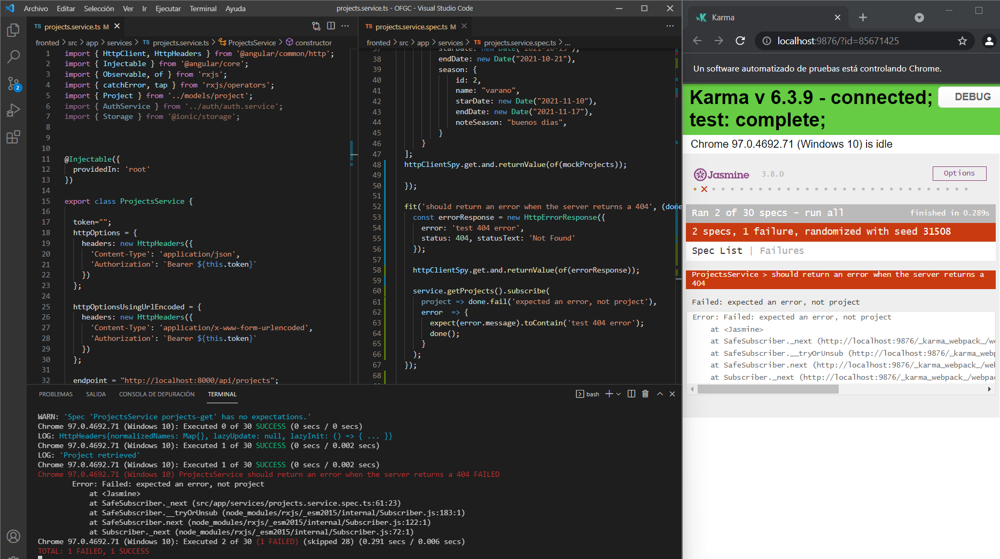 Archivo Editar Selección Ver Ir Ejecutar Terminal Ayuda
projects.service.ts - OFGC - Visual Studio Code
TS projects.service.ts M
fronted > src > app > services > TS projects.service.ts > ProjectsService > constructor
1 import { HttpClient, HttpHeaders } from '@angular/common/http';
2 import { Injectable } from '@angular/core';
3 import { Observable, of } from 'rxjs';
4 import { catchError, tap } from 'rxjs/operators';
5 import { Project } from '../models/project';
6 import { AuthService } from '../auth/auth.service';
7 import { Storage } from '@ionic/storage';
8
9
10
11 @Injectable({
12 providedIn: 'root'
13 })
14
15 export class ProjectsService {
16
17 token="";
18 httpOptions = {
19 headers: new HttpHeaders({
20 'Content-Type': 'application/json',
21 'Authorization': `Bearer ${this.token}`
22 })
23 };
24
25 httpOptionsUsingUrlEncoded = {
26 headers: new HttpHeaders({
27 'Content-Type': 'application/x-www-form-urlencoded',
28 'Authorization': `Bearer ${this.token}`
29 })
30 };
31
32 endpoint = "http://localhost:8000/api/projects";
TS projects.service.spec.ts M
fronted > src > app > services > TS projects.service.spec.ts > ...
37 starDate: new Date("2021-10-15"),
38 endDate: new Date("2021-10-21"),
39 season: {
40 id: 2,
41 name: "varano",
42 starDate: new Date("2021-11-10"),
43 endDate: new Date("2021-11-17"),
44 noteSeason: "buenos dias",
45 }
46 }
47 ];
48 httpClientSpy.get.and.returnValue(of(mockProjects));
49
50 });
51
52 fit('should return an error when the server returns a 404', (done
53 const errorResponse = new HttpErrorResponse({
54 error: 'test 404 error',
55 status: 404, statusText: 'Not Found'
56 });
57
58 httpClientSpy.get.and.returnValue(of(errorResponse));
59
60 service.getProjects().subscribe(
61 project => done.fail('expected an error, not project'),
62 error => {
63 expect(error.message).toContain('test 404 error');
64 done();
65 }
66 );
67 });
68
2
PROBLEMAS SALIDA CONSOLA DE DEPURACIÓN TERMINAL
bash
WARN: 'Spec 'ProjectsService porjects-get' has no expectations.'
Chrome 97.0.4692.71 (Windows 10): Executed 0 of 30 SUCCESS (0 secs / 0 secs)
LOG: HttpHeaders{normalizedNames: Map{}, lazyUpdate: null, lazyInit: () => { ... }}
Chrome 97.0.4692.71 (Windows 10): Executed 1 of 30 SUCCESS (0 secs / 0.002 secs)
LOG: 'Project retrieved'
Chrome 97.0.4692.71 (Windows 10): Executed 1 of 30 SUCCESS (0 secs / 0.002 secs)
Chrome 97.0.4692.71 (Windows 10) ProjectsService should return an error when the server returns a 404 FAILED
Error: Failed: expected an error, not project
at <Jasmine>
at SafeSubscriber._next (src/app/services/projects.service.spec.ts:61:23)
at SafeSubscriber.__tryOrUnsub (node_modules/rxjs/_esm2015/internal/Subscriber.js:183:1)
at SafeSubscriber.next (node_modules/rxjs/_esm2015/internal/Subscriber.js:122:1)
at Subscriber._next (node_modules/rxjs/_esm2015/internal/Subscriber.js:72:1)
Chrome 97.0.4692.71 (Windows 10): Executed 2 of 30 (1 FAILED) (skipped 28) (0.291 secs / 0.006 secs)
TOTAL: 1 FAILED, 1 SUCCESS
Karma
localhost:9876/?id=85671425
Un software automatizado de pruebas está controlando Chrome.
Karma v 6.3.9 - connected;
test: complete;
DEBUG
Chrome 97.0.4692.71 (Windows 10) is idle
Jasmine 3.8.0
Options
Ran 2 of 30 specs - run all
finished in 0.289s
2 specs, 1 failure, randomized with seed 31508
Spec List | Failures
ProjectsService > should return an error when the server returns a
404
Failed: expected an error, not project
Error: Failed: expected an error, not project
at <Jasmine>
at SafeSubscriber._next (http://localhost:9876/_karma_webpack_/we
at SafeSubscriber.__tryOrUnsub (http://localhost:9876/_karma_webp
at SafeSubscriber.next (http://localhost:9876/_karma_webpack_/web
at Subscriber._next (http://localhost:9876/_karma_webpack_/webpac